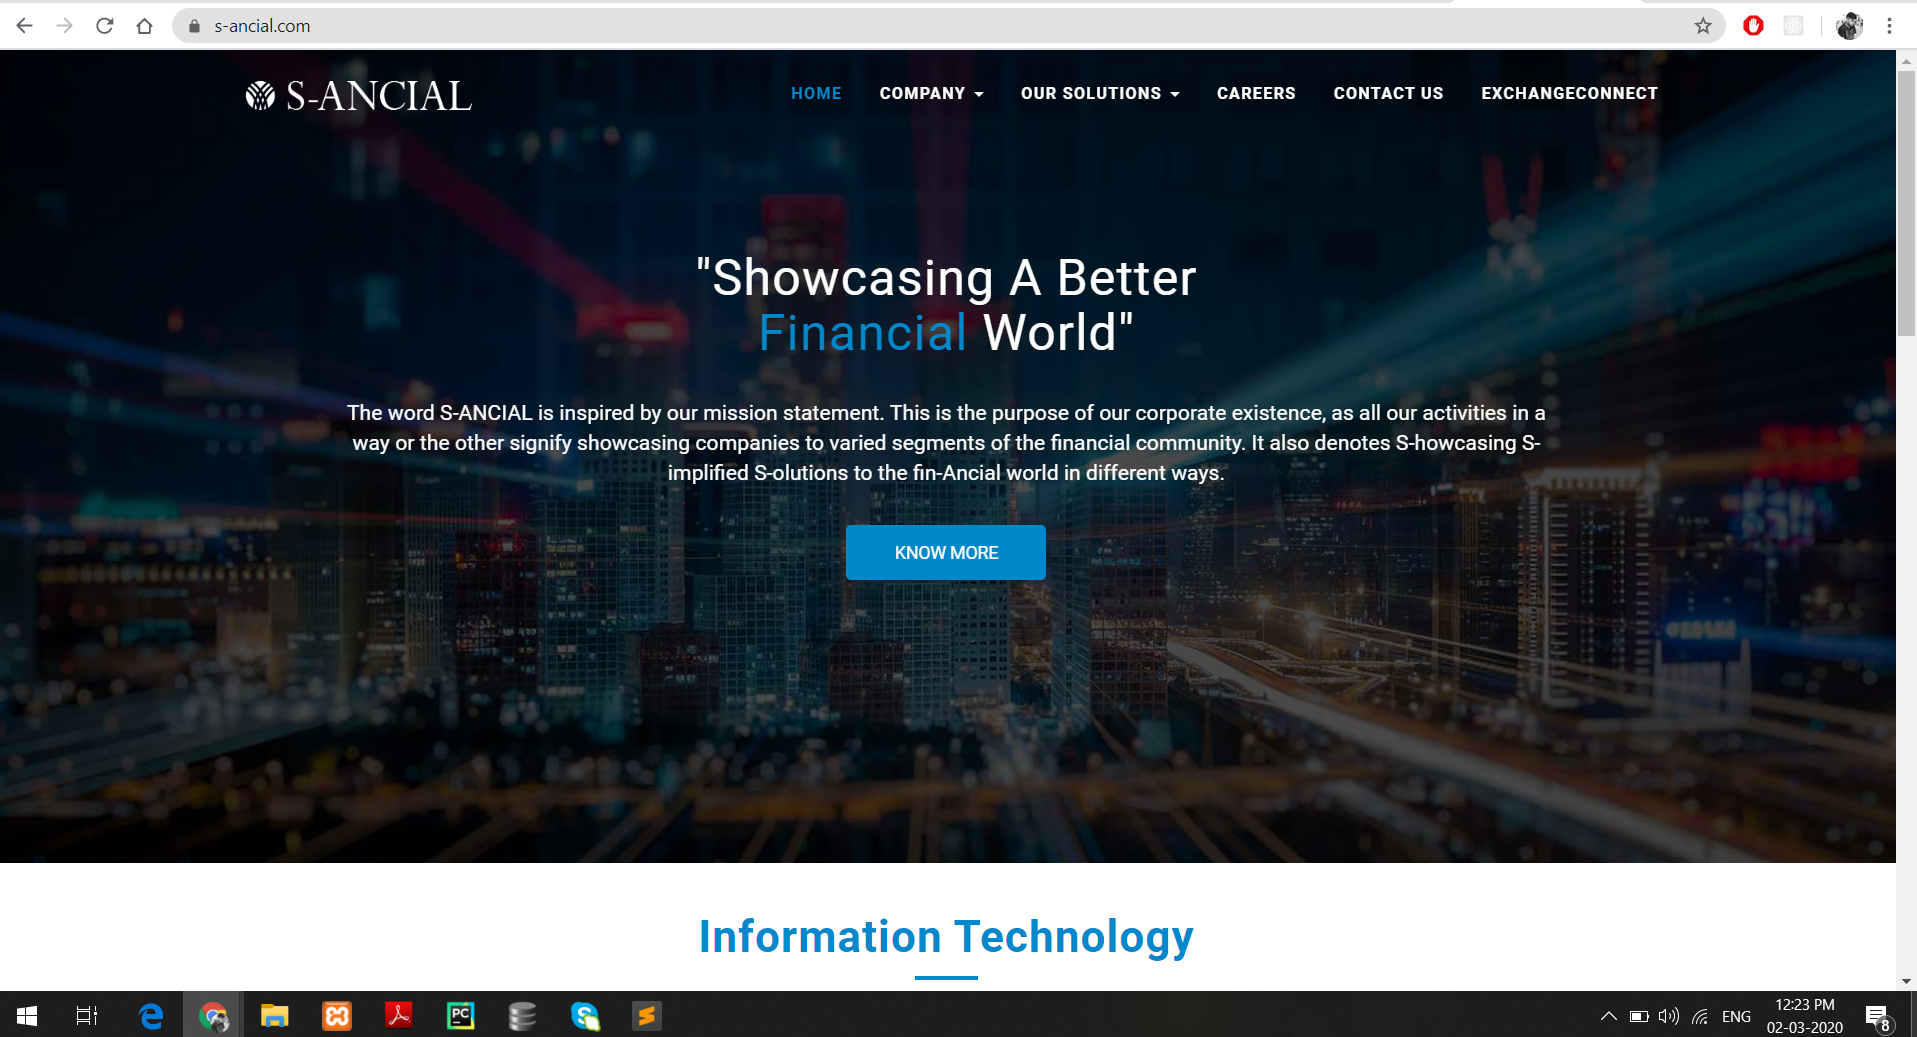 s-ancial.com
S-ANCIAL
HOME COMPANY OUR SOLUTIONS CAREERS CONTACT US EXCHANGECONNECT
"Showcasing A Better
Financial World"
The word S-ANCIAL is inspired by our mission statement. This is the purpose of our corporate existence, as all our activities in a
way or the other signify showcasing companies to varied segments of the financial community. It also denotes S-howcasing S-
implified S-olutions to the fin-Ancial world in different ways.
KNOW MORE
Information Technology
PC
ENG
12:23 PM
02-03-2020
8